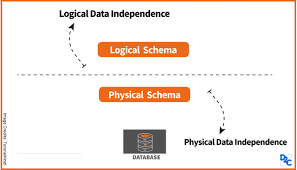 Logical Data Independence
Logical Schema
Physical Schema
Physical Data Independence
DATABASE